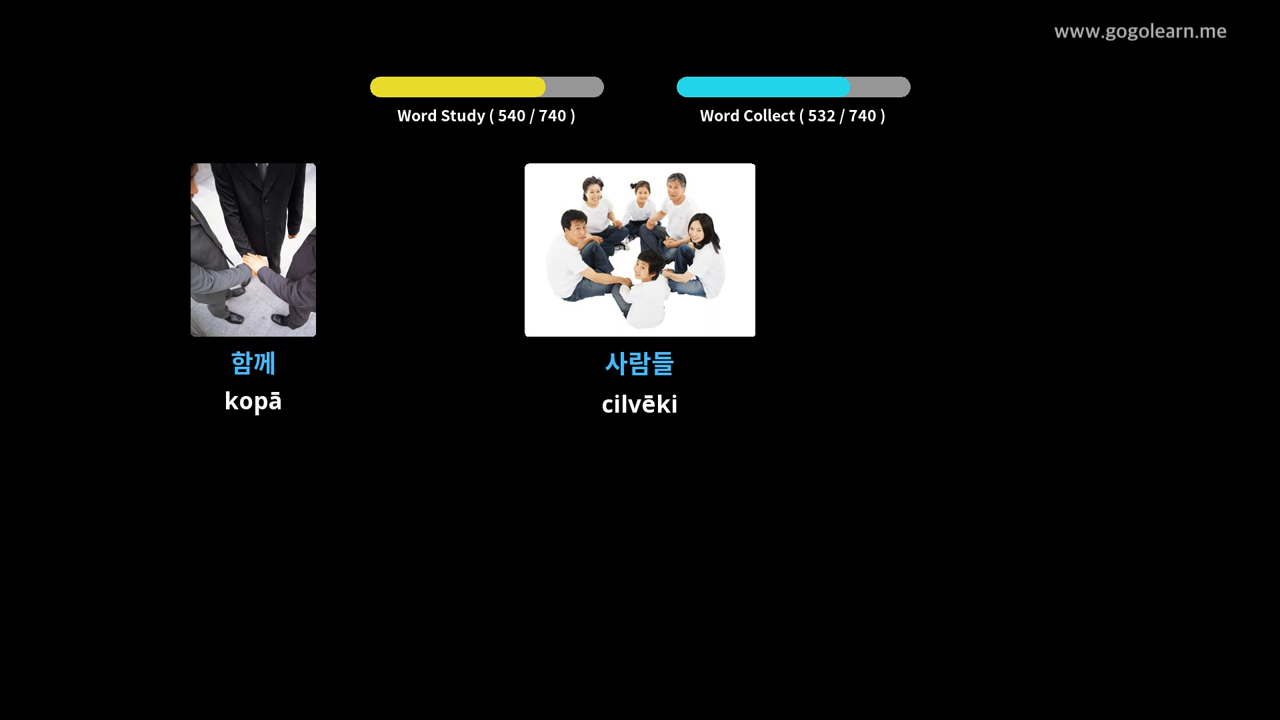 www.gogolearn.me
Word Study ( 540 / 740 )
Word Collect ( 532 / 740 )
함께
kopā
사람들
cilvēki